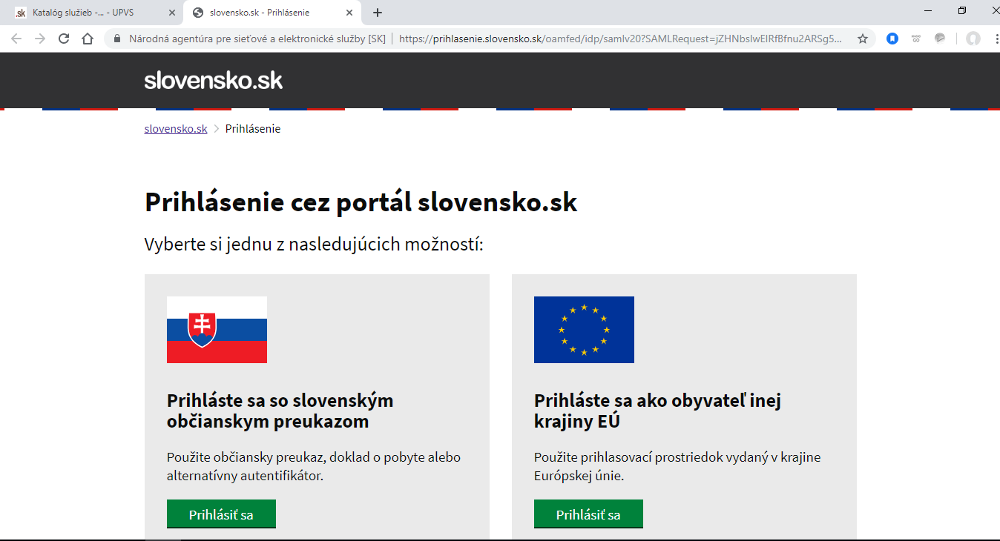 .sk Katalóg služieb -... - UPVS
slovensko.sk - Prihlásenie
Národná agentúra pre sieťové a elektronické služby [SK] https://prihlasenie.slovensko.sk/oamfed/idp/samlv20?SAMLRequest=jZHNbslwEIRfBfnu2ARSg5...
slovensko.sk
slovensko.sk > Prihlásenie
Prihlásenie cez portál slovensko.sk
Vyberte si jednu z nasledujúcich možností:
Prihláste sa so slovenským
občianskym preukazom
Použite občiansky preukaz, doklad o pobyte alebo
alternatívny autentifikátor.
Prihlásiť sa
Prihláste sa ako obyvateľ inej
krajiny EÚ
Použite prihlasovací prostriedok vydaný v krajine
Európskej únie.
Prihlásiť sa